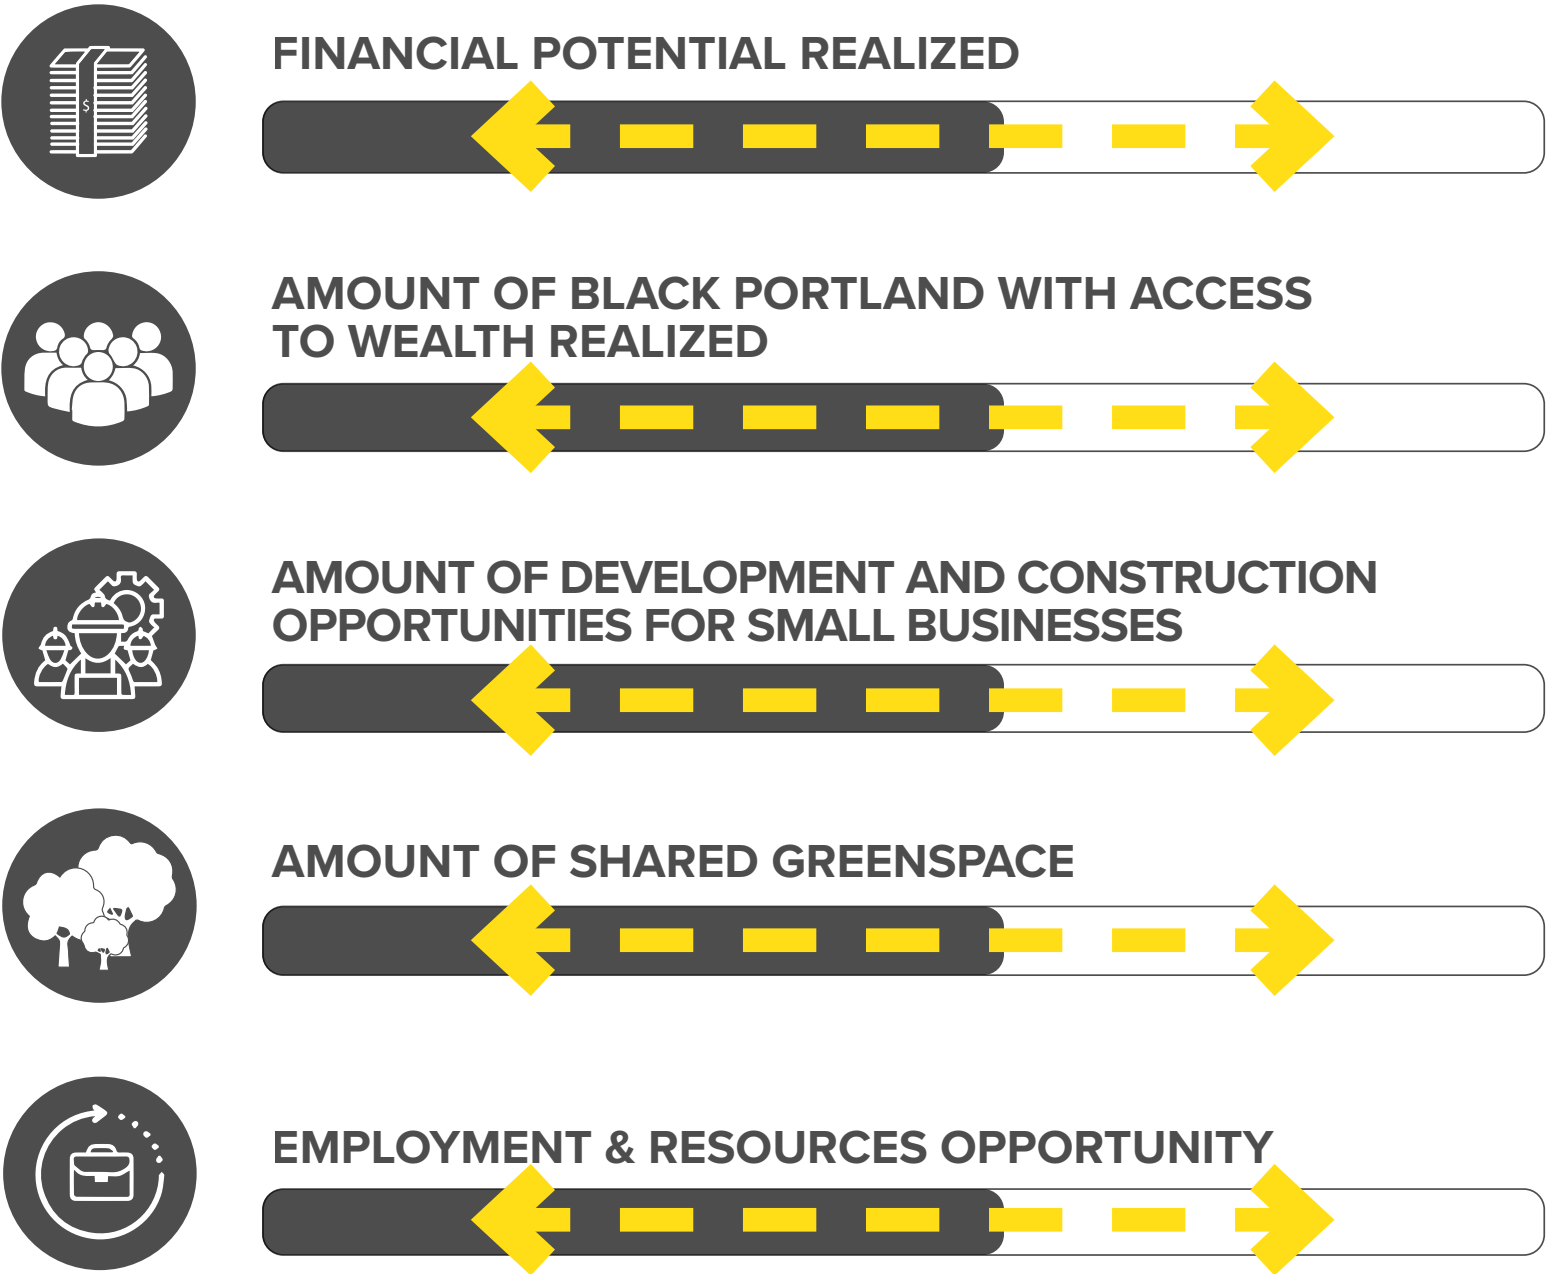 FINANCIAL POTENTIAL REALIZED
$
AMOUNT OF BLACK PORTLAND WITH ACCESS
TO WEALTH REALIZED
AMOUNT OF DEVELOPMENT AND CONSTRUCTION
OPPORTUNITIES FOR SMALL BUSINESSES
AMOUNT OF SHARED GREENSPACE
EMPLOYMENT & RESOURCES OPPORTUNITY